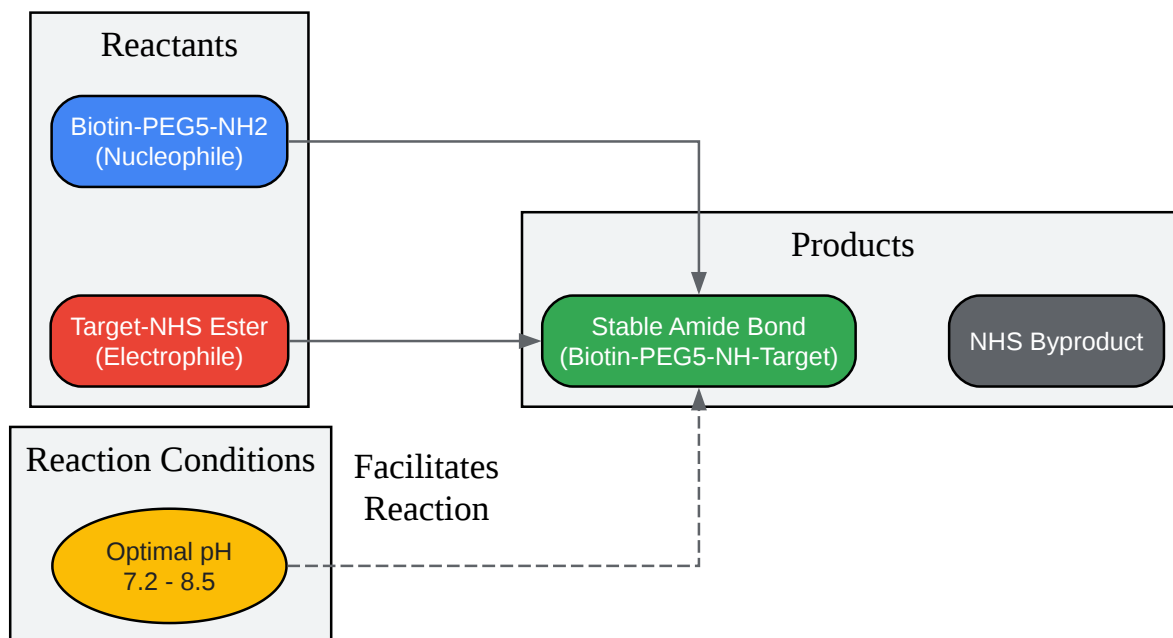 Reactants
Biotin-PEG5-NH2
(Nucleophile)
Products
Target-NHS Ester
(Electrophile)
Stable Amide Bond
(Biotin-PEG5-NH-Target)
NHS Byproduct
Reaction Conditions
Facilitates
Reaction
Optimal pH
7.2 - 8.5